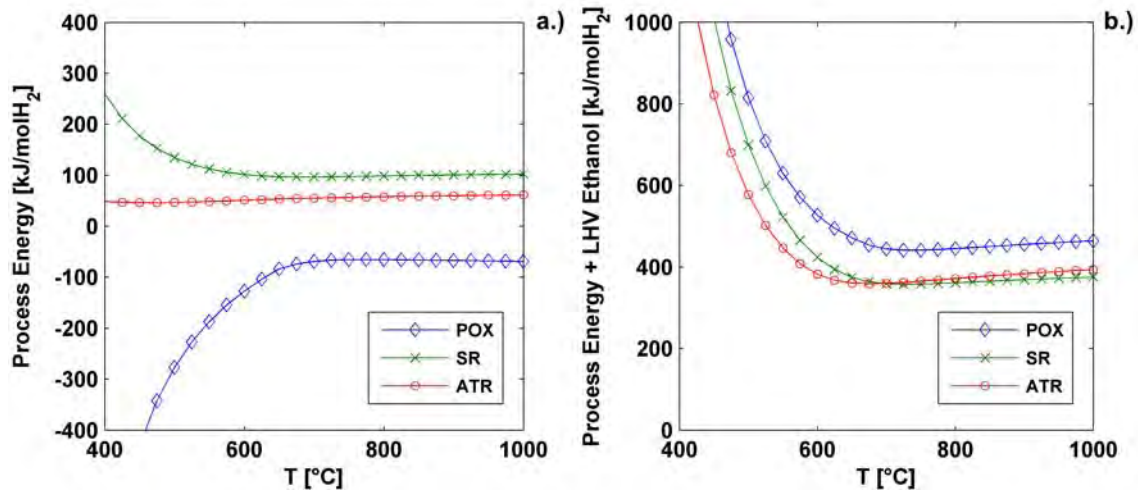 a.)
Process Energy [kJ/molH₂]
400
300
200
100
0
-100
-200
-300
-400
400 600 800 1000
T [°C]
POX
SR
ATR
b.)
Process Energy + LHV Ethanol [kJ/molH₂]
1000
800
600
400
200
0
400 600 800 1000
T [°C]
POX
SR
ATR